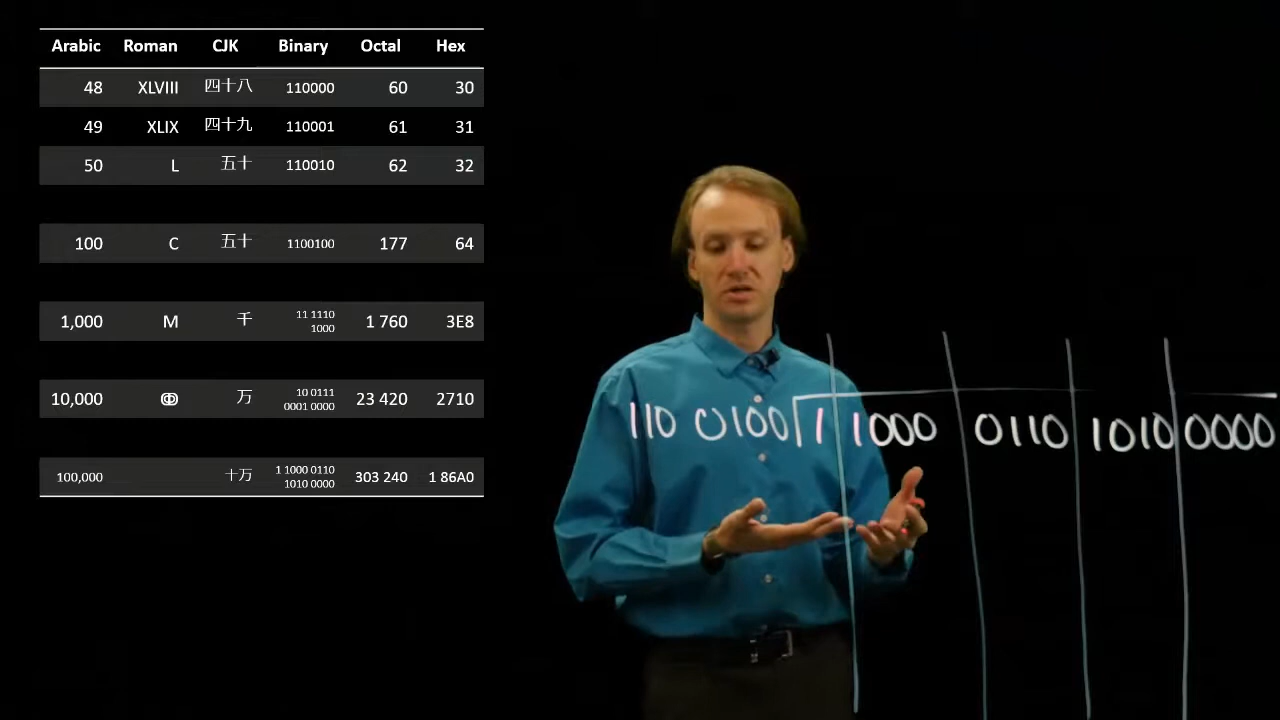 Arabic Roman CJK Binary Octal Hex
48 XLVIII 四十八 110000 60 30
49 XLIX 四十九 110001 61 31
50 L 五十 110010 62 32
100 C 五十 1100100 177 64
1,000 M 千 11 1110 1000 1 760 3E8
10,000 ↂ 万 10 0111 0001 0000 23 420 2710
100,000 十万 1 1000 0110 1010 0000 303 240 1 86A0
110 0100 1 1000 0110 1010 0000